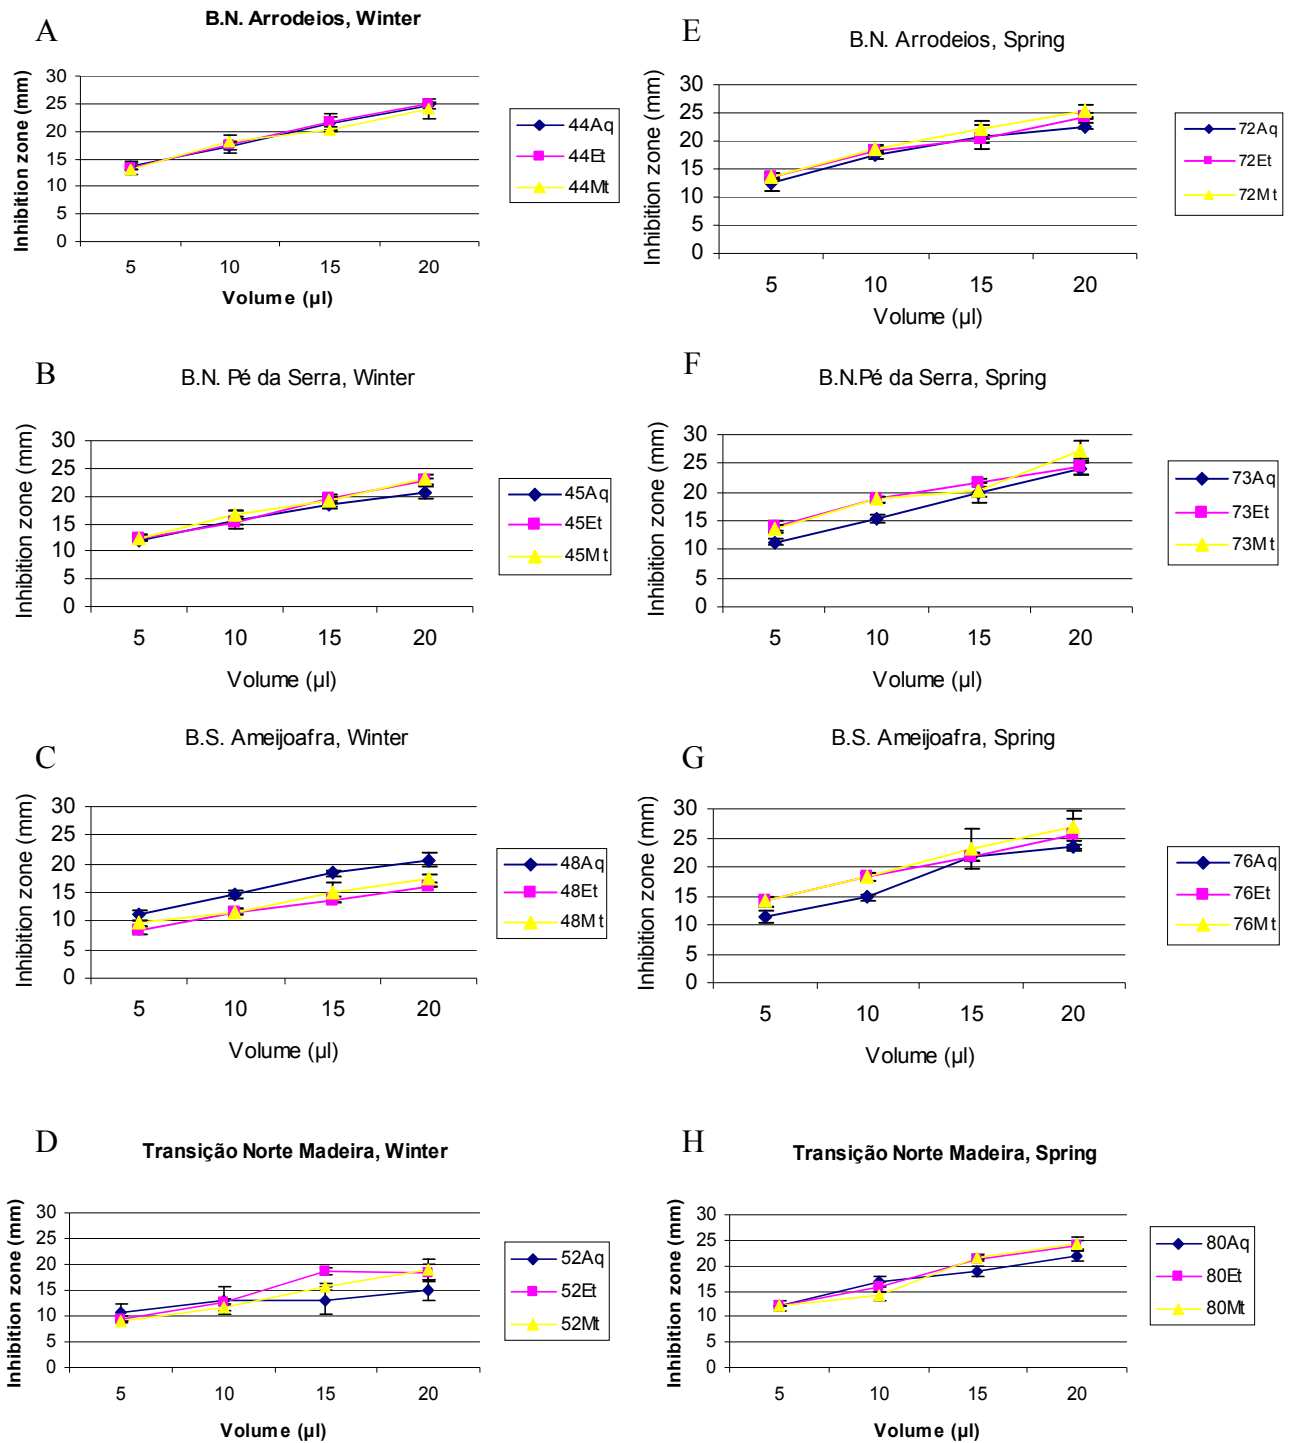 A
B.N. Arrodeios, Winter
Inhibition zone (mm)
30
25
20
15
10
5
0
5 10 15 20
Volume (µl)
44Aq
44Et
44Mt
E
B.N. Arrodeios, Spring
Inhibition zone (mm)
30
25
20
15
10
5
0
5 10 15 20
Volume (µl)
72Aq
72Et
72Mt
B
B.N. Pé da Serra, Winter
Inhibition zone (mm)
30
25
20
15
10
5
0
5 10 15 20
Volume (µl)
45Aq
45Et
45Mt
F
B.N.Pé da Serra, Spring
Inhibition zone (mm)
30
25
20
15
10
5
0
5 10 15 20
Volume (µl)
73Aq
73Et
73Mt
C
B.S. Ameijoafra, Winter
Inhibition zone (mm)
30
25
20
15
10
5
0
5 10 15 20
Volume (µl)
48Aq
48Et
48Mt
G
B.S. Ameijoafra, Spring
Inhibition zone (mm)
30
25
20
15
10
5
0
5 10 15 20
Volume (µl)
76Aq
76Et
76Mt
D
Transição Norte Madeira, Winter
Inhibition zone (mm)
30
25
20
15
10
5
0
5 10 15 20
Volume (µl)
52Aq
52Et
52Mt
H
Transição Norte Madeira, Spring
Inhibition zone (mm)
30
25
20
15
10
5
0
5 10 15 20
Volume (µl)
80Aq
80Et
80Mt